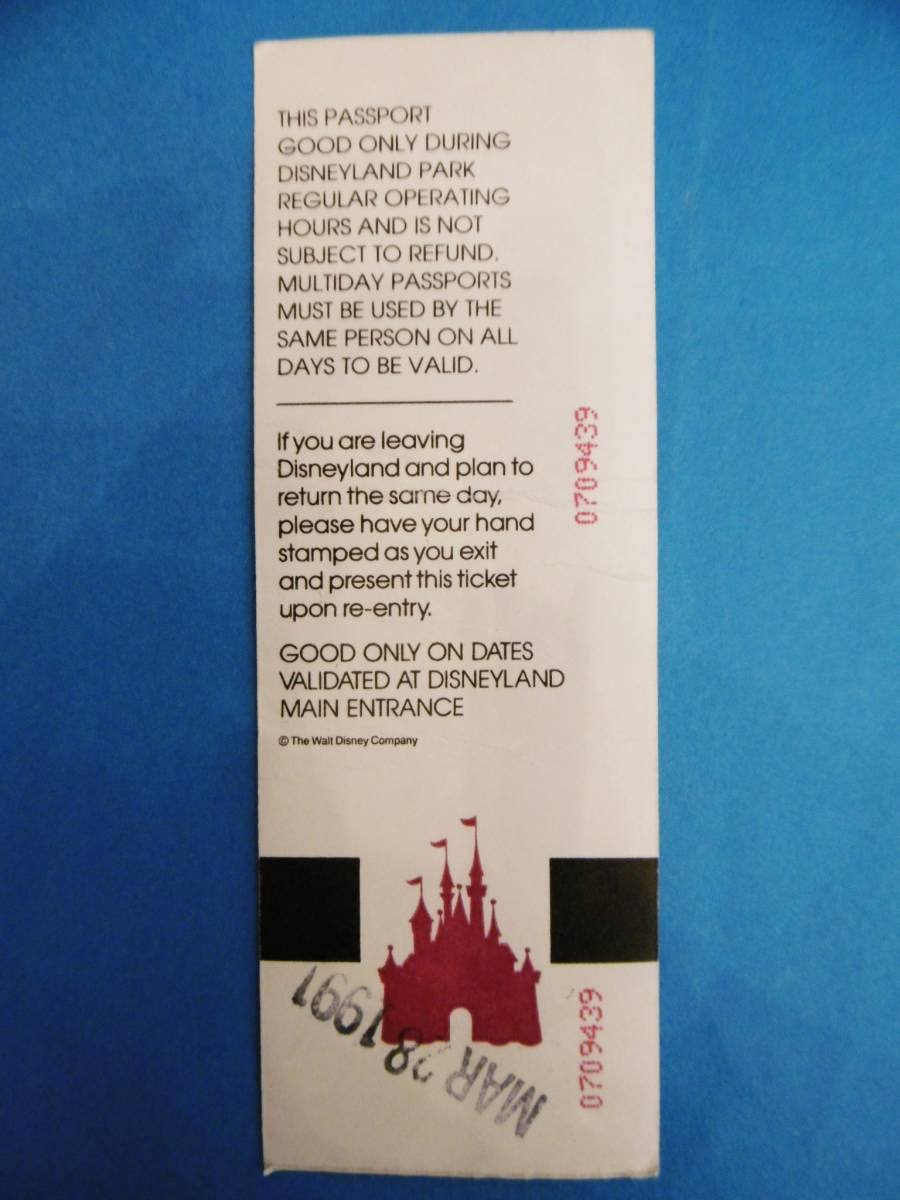 THIS PASSPORT
GOOD ONLY DURING
DISNEYLAND PARK
REGULAR OPERATING
HOURS AND IS NOT
SUBJECT TO REFUND.
MULTIDAY PASSPORTS
MUST BE USED BY THE
SAME PERSON ON ALL
DAYS TO BE VALID.
If you are leaving
Disneyland and plan to
return the same day,
please have your hand
stamped as you exit
and present this ticket
upon re-entry.
GOOD ONLY ON DATES
VALIDATED AT DISNEYLAND
MAIN ENTRANCE
© The Walt Disney Company
0709439
MAR 28 1991
0709439